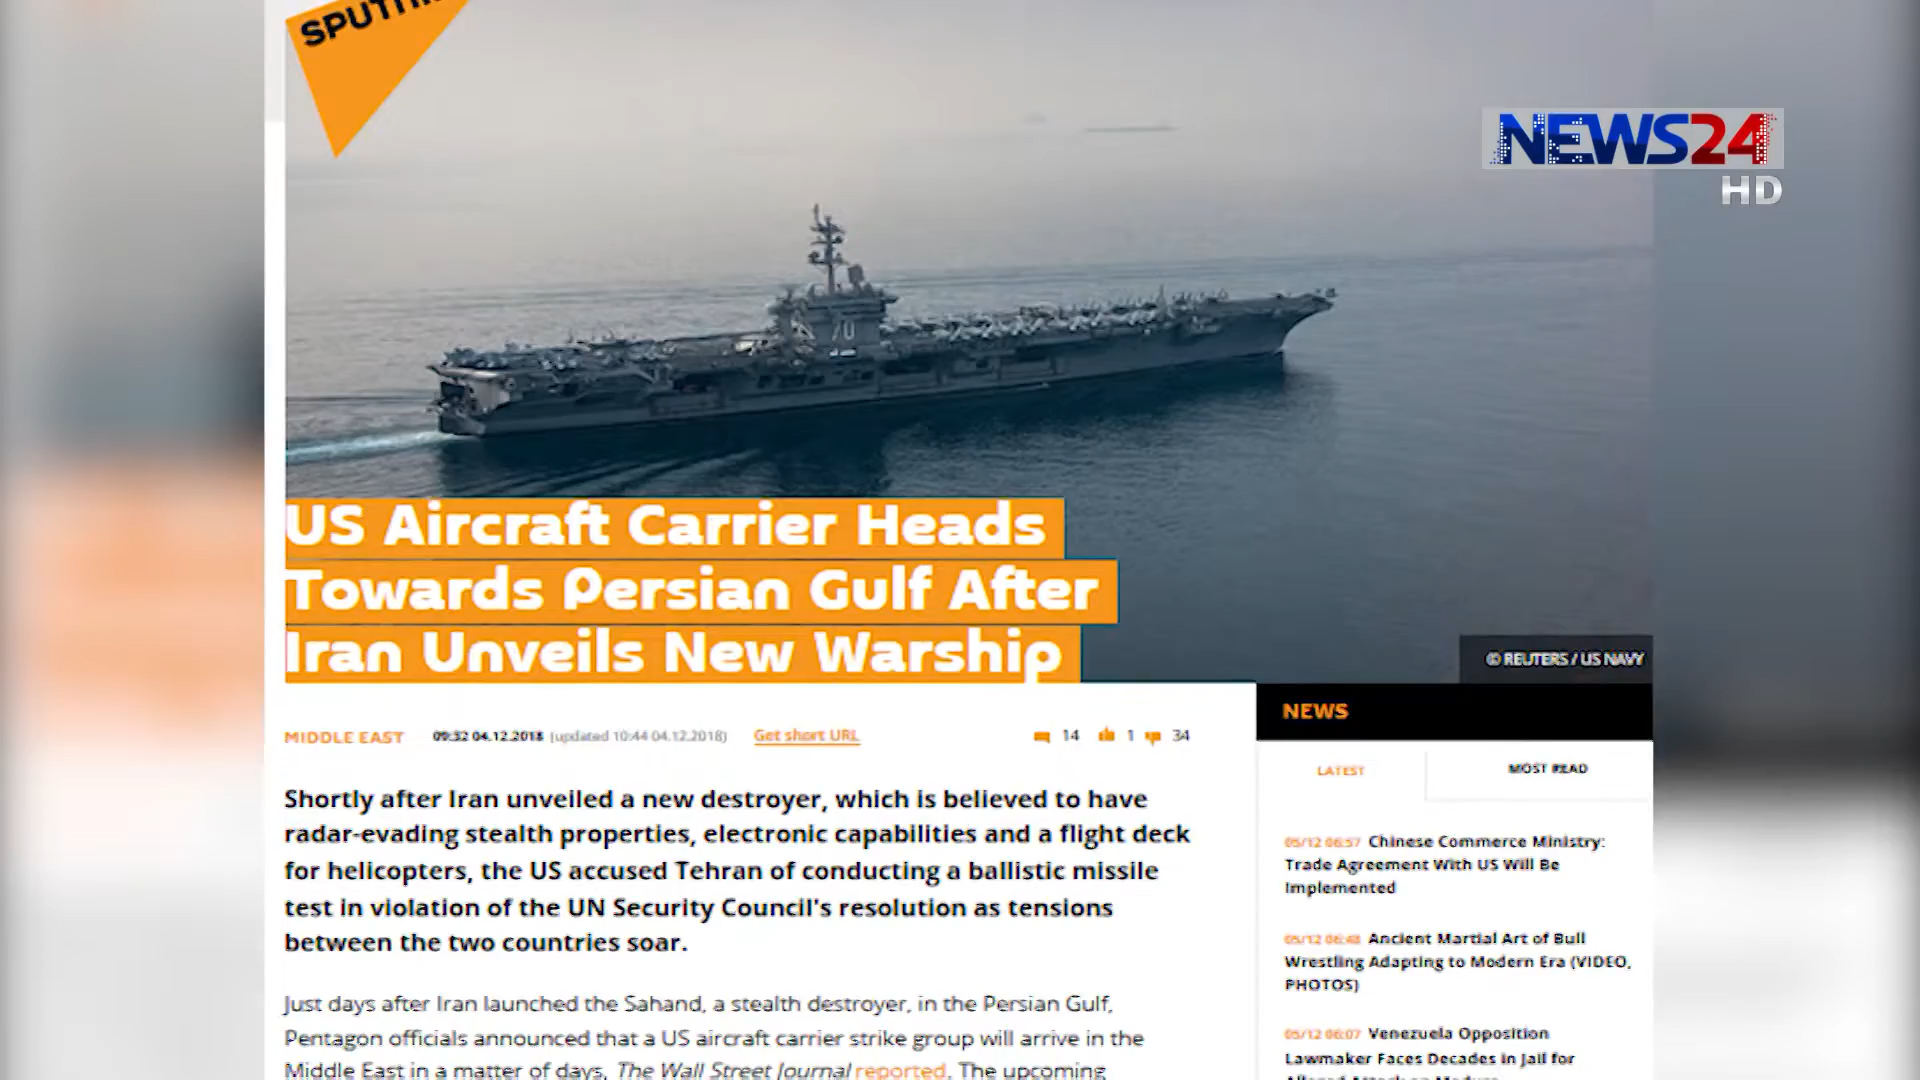 NEWS24
HD
70
US Aircraft Carrier Heads
Towards Persian Gulf After
Iran Unveils New Warship
© REUTERS / US NAVY
MIDDLE EAST 09:32 04.12.2018 (updated 10:44 04.12.2018) Get short URL 14 1 34
Shortly after Iran unveiled a new destroyer, which is believed to have
radar-evading stealth properties, electronic capabilities and a flight deck
for helicopters, the US accused Tehran of conducting a ballistic missile
test in violation of the UN Security Council's resolution as tensions
between the two countries soar.
Just days after Iran launched the Sahand, a stealth destroyer, in the Persian Gulf,
Pentagon officials announced that a US aircraft carrier strike group will arrive in the
Middle East in a matter of days, The Wall Street Journal reported. The upcoming
NEWS
LATEST MOST READ
05/12 06:57 Chinese Commerce Ministry:
Trade Agreement With US Will Be
Implemented
05/12 06:48 Ancient Martial Art of Bull
Wrestling Adapting to Modern Era (VIDEO,
PHOTOS)
05/12 06:07 Venezuela Opposition
Lawmaker Faces Decades in Jail for